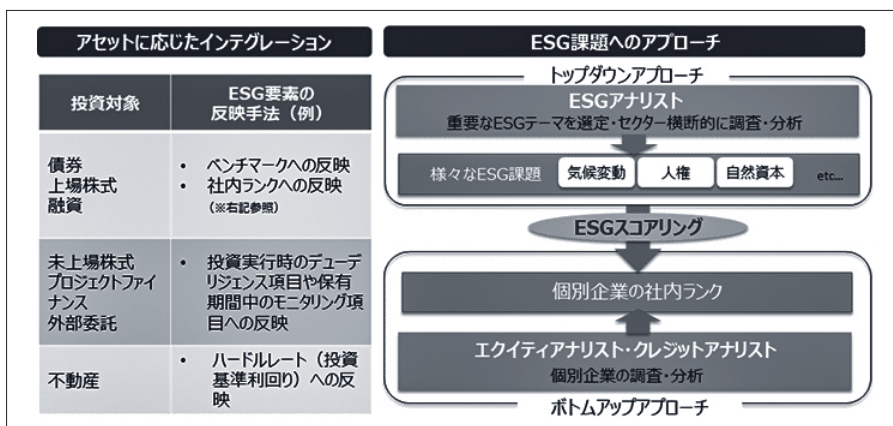 アセットに応じたインテグレーション
投資対象
ESG要素の
反映手法（例）
債券
上場株式
融資
• ベンチマークへの反映
• 社内ランクへの反映
（※右記参照）
未上場株式
プロジェクトファイ
ナンス
外部委託
• 投資実行時のデュー
デリジェンス項目や保有
期間中のモニタリング項
目への反映
不動産
• ハードルレート（投資
基準利回り）への反
映
ESG課題へのアプローチ
トップダウンアプローチ
ESGアナリスト
重要なESGテーマを選定・セクター横断的に調査・分析
様々なESG課題 気候変動 人権 自然資本 etc...
ESGスコアリング
個別企業の社内ランク
エクイティアナリスト・クレジットアナリスト
個別企業の調査・分析
ボトムアップアプローチ